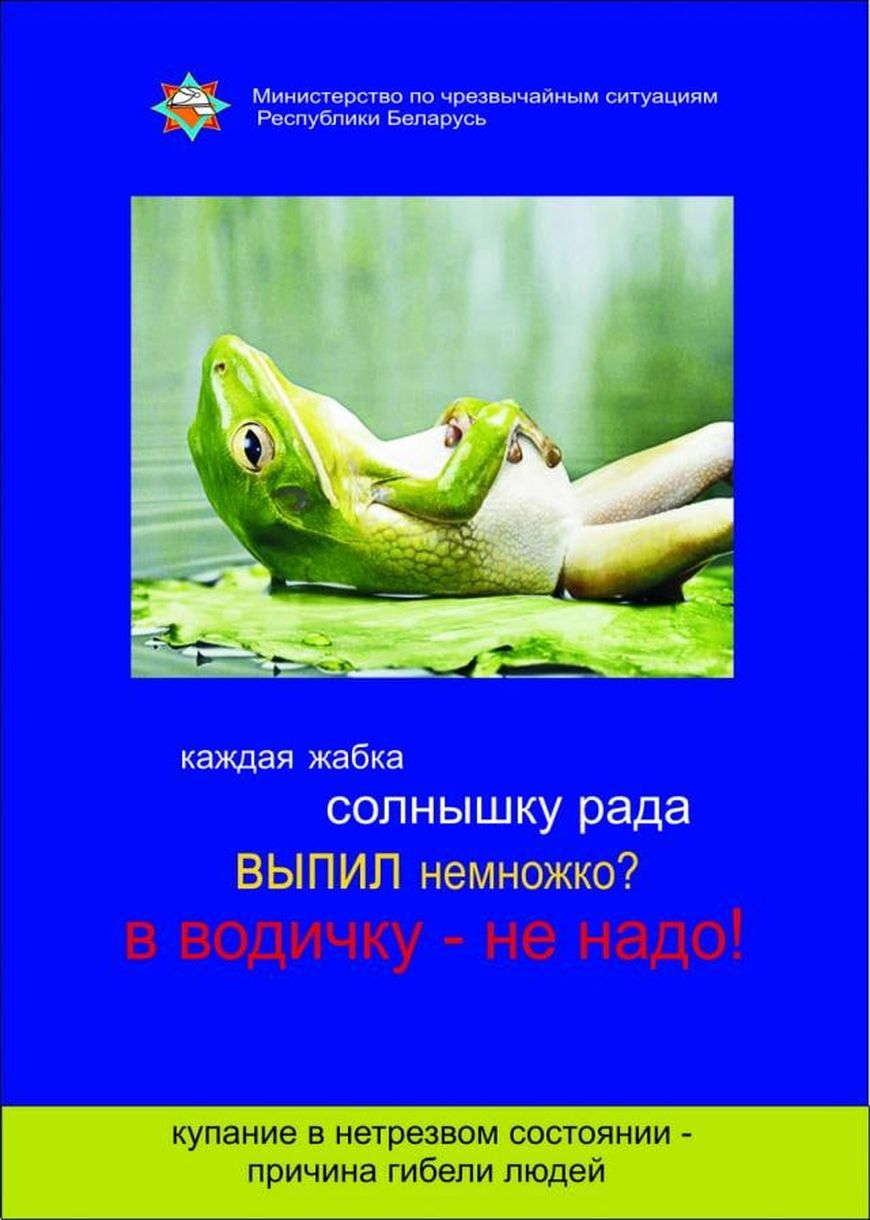 Министерство по чрезвычайным ситуациям
Республики Беларусь
каждая жабка
солнышку рада
ВЫПИЛ немножко?
в водичку - не надо!
купание в нетрезвом состоянии -
причина гибели людей